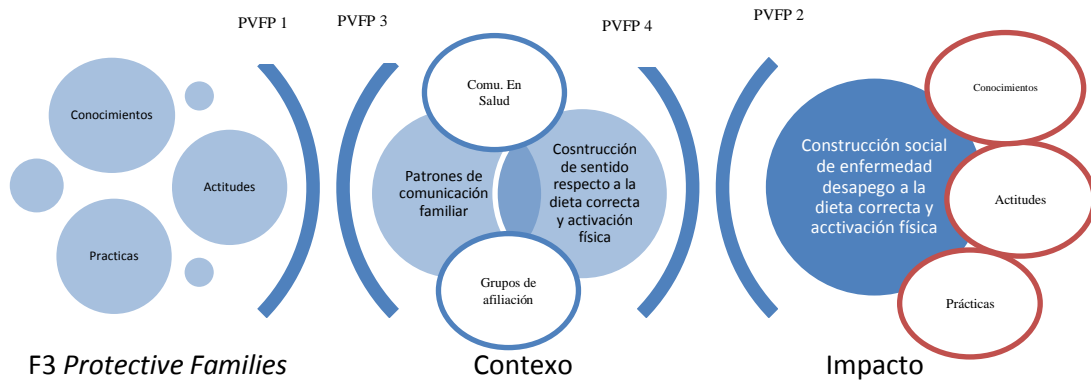 PVFP 1
PVFP 3
PVFP 4
PVFP 2
Conocimientos
Actitudes
Practicas
Comu. En
Salud
Patrones de
comunicación
familiar
Cosntrucción
de sentido
respecto a la
dieta correcta
y activación
física
Grupos de
afiliación
Construcción social
de enfermedad
desapego a la
dieta correcta y
acctivación física
Conocimientos
Actitudes
Prácticas
F3 Protective Families
Contexo
Impacto